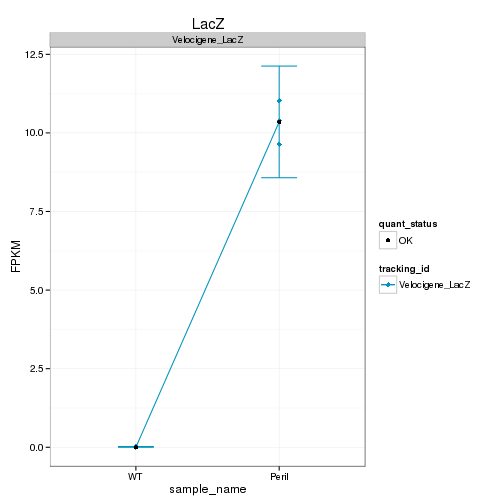 LacZ
Velocigene_LacZ
12.5
10.0
7.5
5.0
2.5
0.0
FPKM
WT
Peril
sample_name
quant_status
OK
tracking_id
Velocigene_LacZ